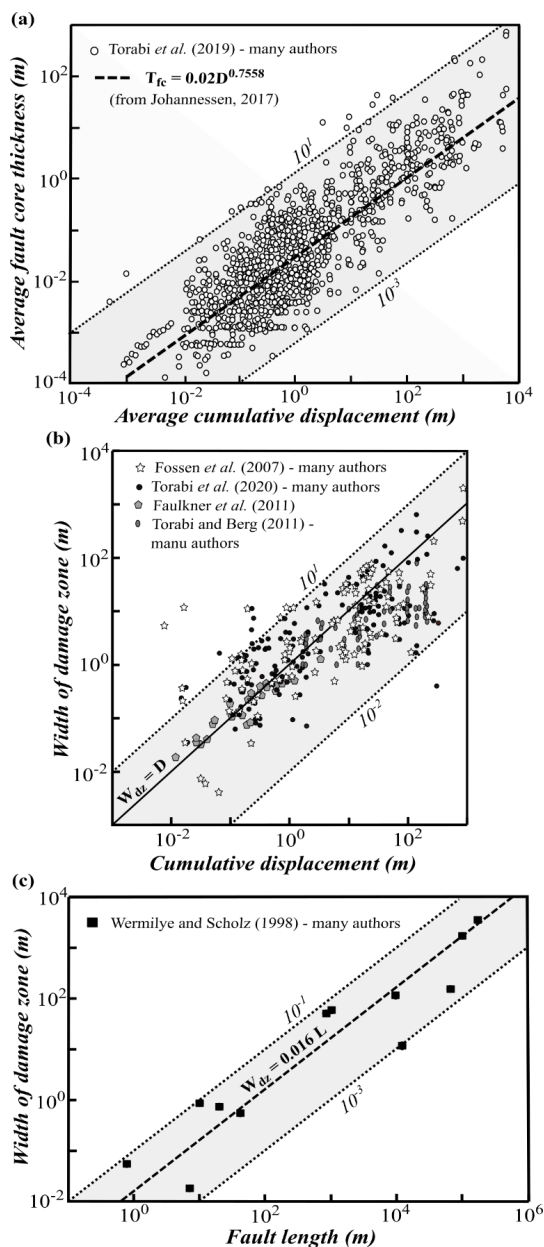 (a)
Torabi et al. (2019) - many authors
T_fc = 0.02D^0.7558
(from Johannessen, 2017)
10^1
10^-3
10^2
10^0
10^-2
10^-4
Average fault core thickness (m)
10^-4
10^-2
10^0
10^2
10^4
Average cumulative displacement (m)
(b)
Fossen et al. (2007) - many authors
Torabi et al. (2020) - many authors
Faulkner et al. (2011)
Torabi and Berg (2011) -
manu authors
10^1
10^-2
W_dz = D
10^4
10^2
10^0
10^-2
Width of damage zone (m)
10^-2
10^0
10^2
Cumulative displacement (m)
(c)
Wermilye and Scholz (1998) - many authors
10^-1
W_dz = 0.016 L
10^-3
10^4
10^2
10^0
10^-2
Width of damage zone (m)
10^0
10^2
10^4
10^6
Fault length (m)